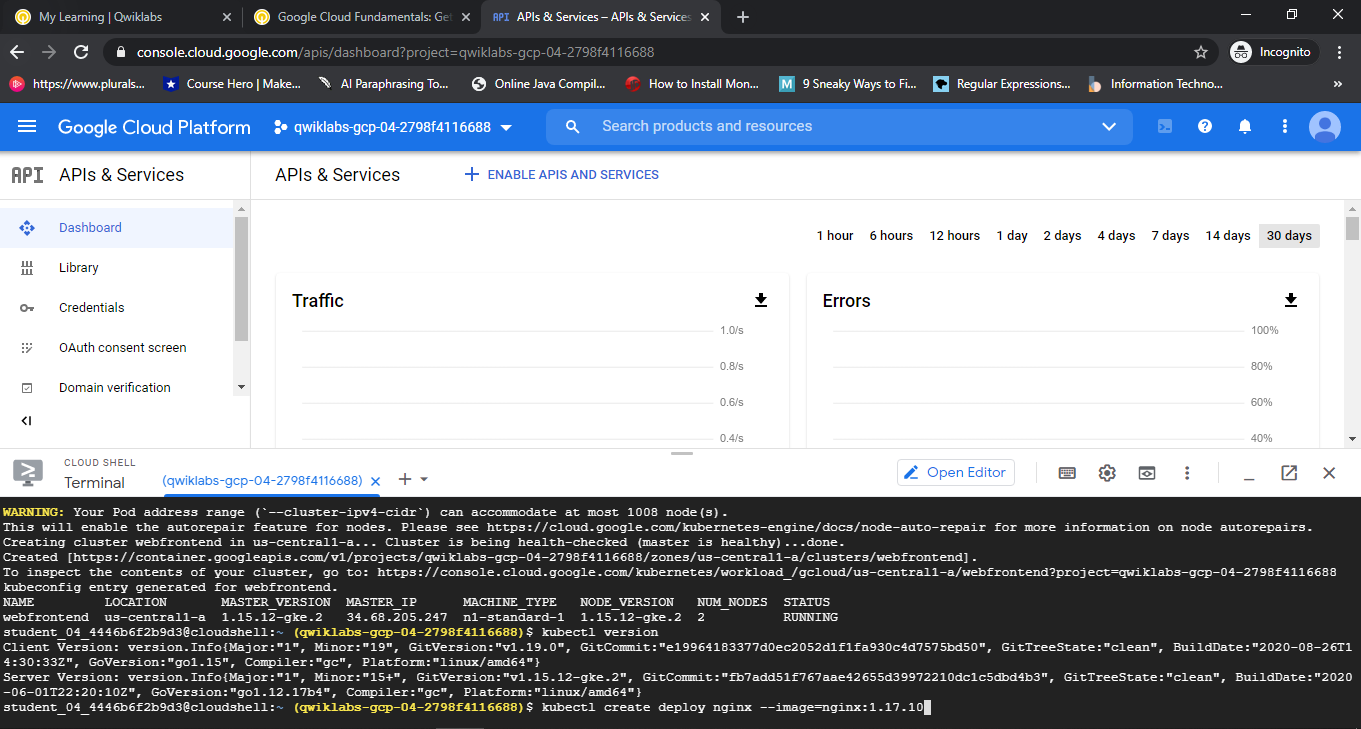 My Learning | Qwiklabs
Google Cloud Fundamentals: Get
API APIs & Services – APIs & Services
console.cloud.google.com/apis/dashboard?project=qwiklabs-gcp-04-2798f4116688
Incognito
https://www.plurals...
Course Hero | Make...
AI Paraphrasing To...
Online Java Compil...
How to Install Mon...
M 9 Sneaky Ways to Fi...
Regular Expressions...
Information Techno...
Google Cloud Platform
qwiklabs-gcp-04-2798f4116688
Search products and resources
API APIs & Services
APIs & Services
ENABLE APIS AND SERVICES
Dashboard
Library
Credentials
OAuth consent screen
Domain verification
1 hour 6 hours 12 hours 1 day 2 days 4 days 7 days 14 days 30 days
Traffic
1.0/s
0.8/s
0.6/s
0.4/s
Errors
100%
80%
60%
40%
CLOUD SHELL
Terminal
(qwiklabs-gcp-04-2798f4116688)
Open Editor
WARNING: Your Pod address range (`--cluster-ipv4-cidr`) can accommodate at most 1008 node(s).
This will enable the autorepair feature for nodes. Please see https://cloud.google.com/kubernetes-engine/docs/node-auto-repair for more information on node autorepairs.
Creating cluster webfrontend in us-central1-a... Cluster is being health-checked (master is healthy)...done.
Created [https://container.googleapis.com/v1/projects/qwiklabs-gcp-04-2798f4116688/zones/us-central1-a/clusters/webfrontend].
To inspect the contents of your cluster, go to: https://console.cloud.google.com/kubernetes/workload_/gcloud/us-central1-a/webfrontend?project=qwiklabs-gcp-04-2798f4116688
kubeconfig entry generated for webfrontend.
NAME LOCATION MASTER_VERSION MASTER_IP MACHINE_TYPE NODE_VERSION NUM_NODES STATUS
webfrontend us-central1-a 1.15.12-gke.2 34.68.205.247 n1-standard-1 1.15.12-gke.2 2 RUNNING
student_04_4446b6f2b9d3@cloudshell:~ (qwiklabs-gcp-04-2798f4116688)$ kubectl version
Client Version: version.Info{Major:"1", Minor:"19", GitVersion:"v1.19.0", GitCommit:"e19964183377d0ec2052d1f1fa930c4d7575bd50", GitTreeState:"clean", BuildDate:"2020-08-26T1
4:30:33Z", GoVersion:"go1.15", Compiler:"gc", Platform:"linux/amd64"}
Server Version: version.Info{Major:"1", Minor:"15+", GitVersion:"v1.15.12-gke.2", GitCommit:"fb7add51f767aae42655d39972210dc1c5dbd4b3", GitTreeState:"clean", BuildDate:"2020
-06-01T22:20:10Z", GoVersion:"go1.12.17b4", Compiler:"gc", Platform:"linux/amd64"}
student_04_4446b6f2b9d3@cloudshell:~ (qwiklabs-gcp-04-2798f4116688)$ kubectl create deploy nginx --image=nginx:1.17.10